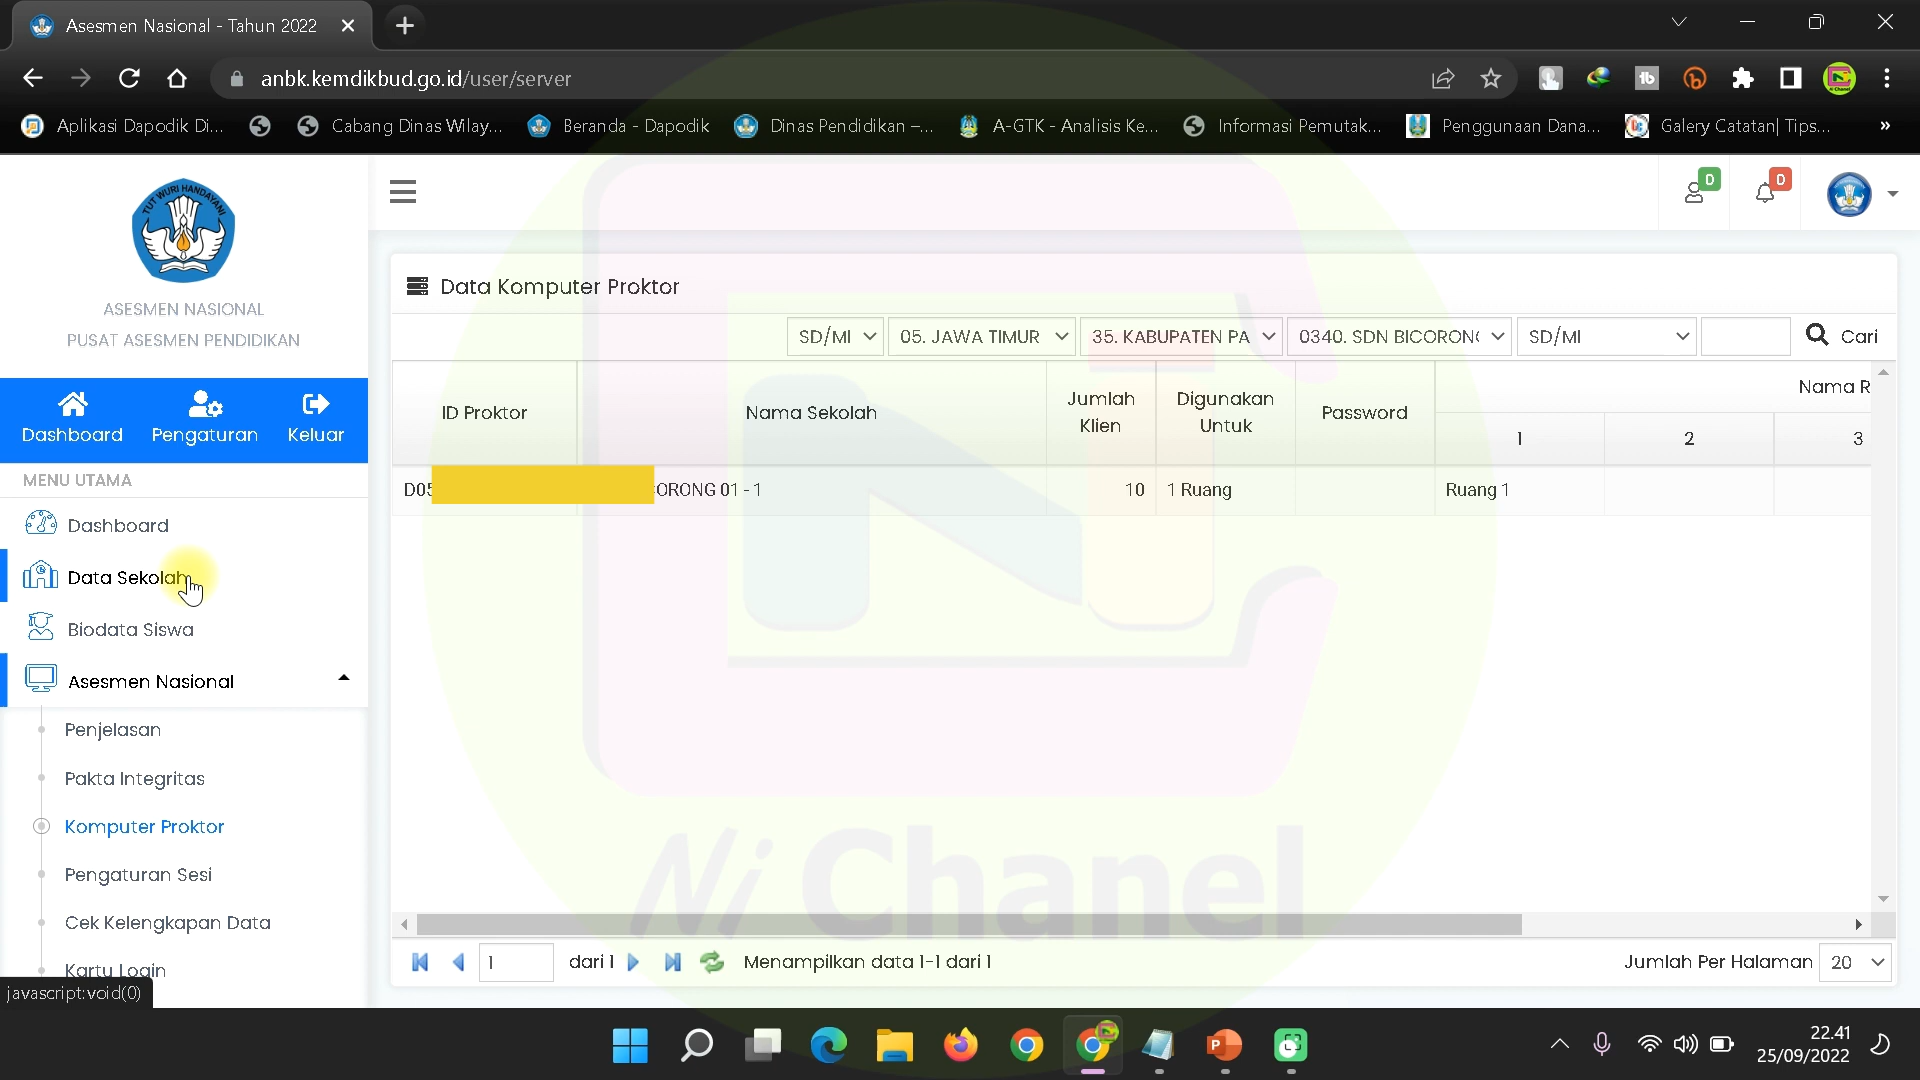 Asesmen Nasional - Tahun 2022
anbk.kemdikbud.go.id/user/server
Aplikasi Dapodik Di...
Cabang Dinas Wilay...
Beranda - Dapodik
Dinas Pendidikan –...
A-GTK - Analisis Ke...
Informasi Pemutak...
Penggunaan Dana...
Galery Catatan| Tips...
»
TUT WURI HANDAYANI
0
0
ASESMEN NASIONAL
PUSAT ASESMEN PENDIDIKAN
Dashboard
Pengaturan
Keluar
MENU UTAMA
Dashboard
Data Sekolah
Biodata Siswa
Asesmen Nasional
Penjelasan
Pakta Integritas
Komputer Proktor
Pengaturan Sesi
Cek Kelengkapan Data
Kartu Login
javascript:void(0)
Data Komputer Proktor
SD/MI
05. JAWA TIMUR
35. KABUPATEN PA
0340. SDN BICORONG
SD/MI
Cari
ID Proktor
Nama Sekolah
Jumlah Klien
Digunakan Untuk
Password
Nama R
1
2
3
D05
ORONG 01 - 1
10
1 Ruang
Ruang 1
Ni Chanel
1
dari 1
Menampilkan data 1-1 dari 1
Jumlah Per Halaman
20
22.41
25/09/2022